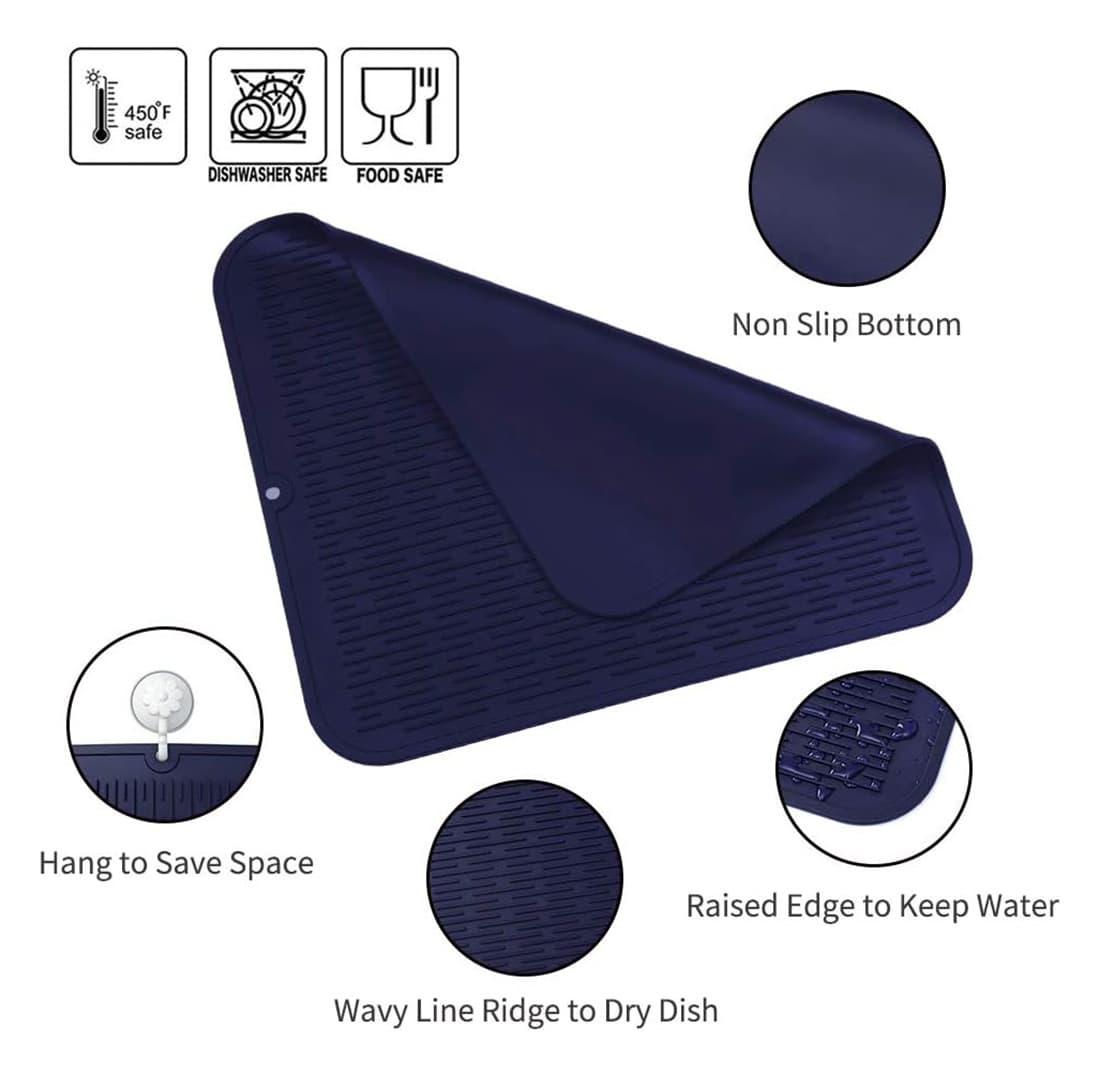 450°F
safe
DISHWASHER SAFE
FOOD SAFE
Non Slip Bottom
Hang to Save Space
Raised Edge to Keep Water
Wavy Line Ridge to Dry Dish